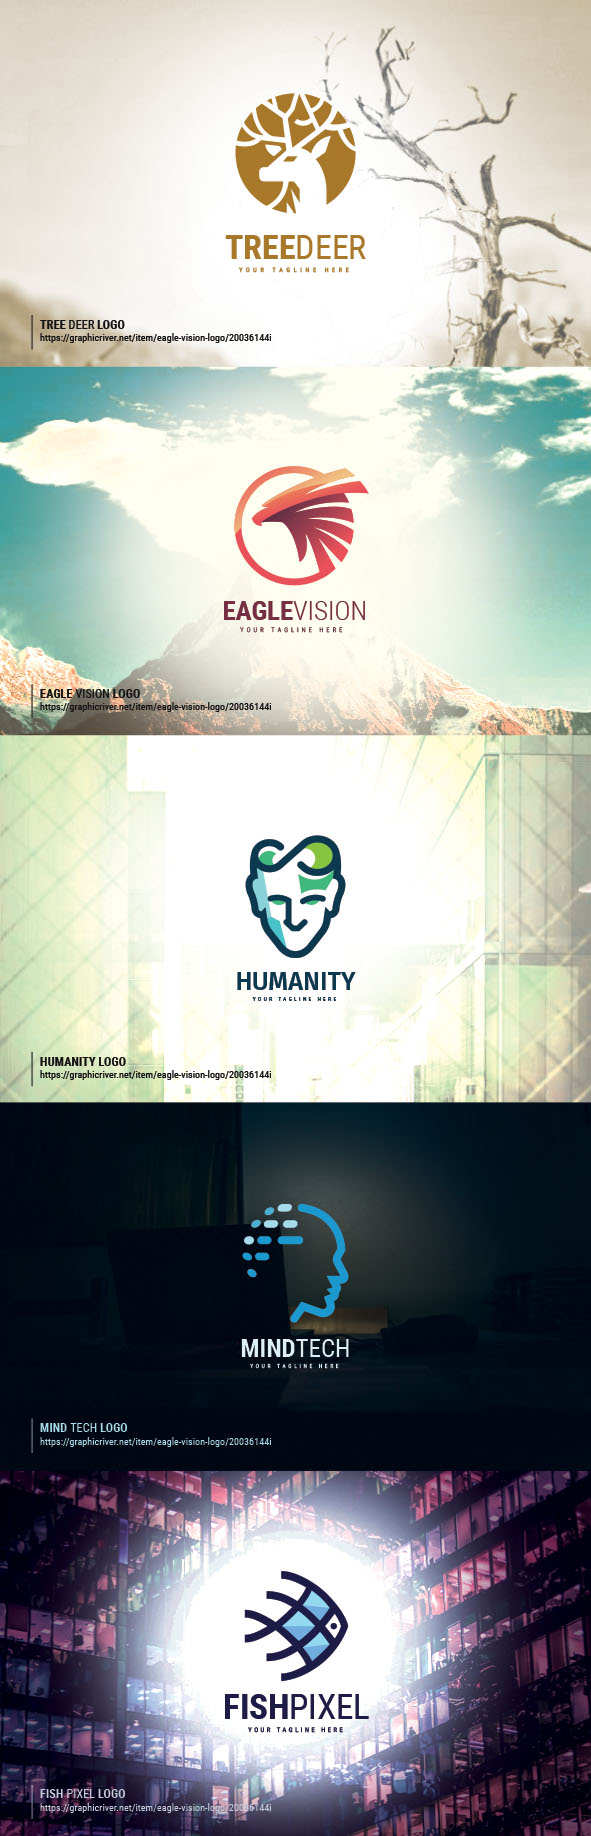 TREEDEER
YOUR TAGLINE HERE
TREE DEER LOGO
https://graphicriver.net/item/eagle-vision-logo/20036144i
EAGLEVISION
YOUR TAGLINE HERE
EAGLE VISION LOGO
https://graphicriver.net/item/eagle-vision-logo/20036144i
HUMANITY
YOUR TAGLINE HERE
HUMANITY LOGO
https://graphicriver.net/item/eagle-vision-logo/20036144i
MINDTECH
YOUR TAGLINE HERE
MIND TECH LOGO
https://graphicriver.net/item/eagle-vision-logo/20036144i
FISHPIXEL
YOUR TAGLINE HERE
FISH PIXEL LOGO
https://graphicriver.net/item/eagle-vision-logo/20036144i